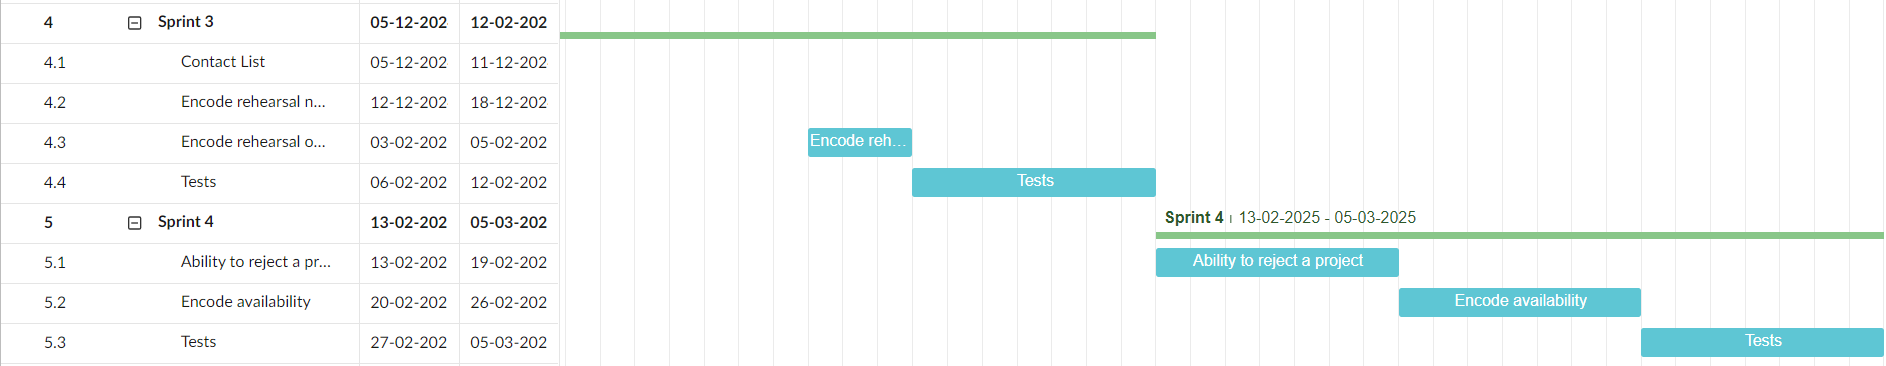 4 Sprint 3 05-12-202 12-02-202
4.1 Contact List 05-12-202 11-12-202
4.2 Encode rehearsal n... 12-12-202 18-12-202
4.3 Encode rehearsal o... 03-02-202 05-02-202 Encode reh...
4.4 Tests 06-02-202 12-02-202 Tests
5 Sprint 4 13-02-202 05-03-202 Sprint 4 ı 13-02-2025 - 05-03-2025
5.1 Ability to reject a pr... 13-02-202 19-02-202 Ability to reject a project
5.2 Encode availability 20-02-202 26-02-202 Encode availability
5.3 Tests 27-02-202 05-03-202 Tests